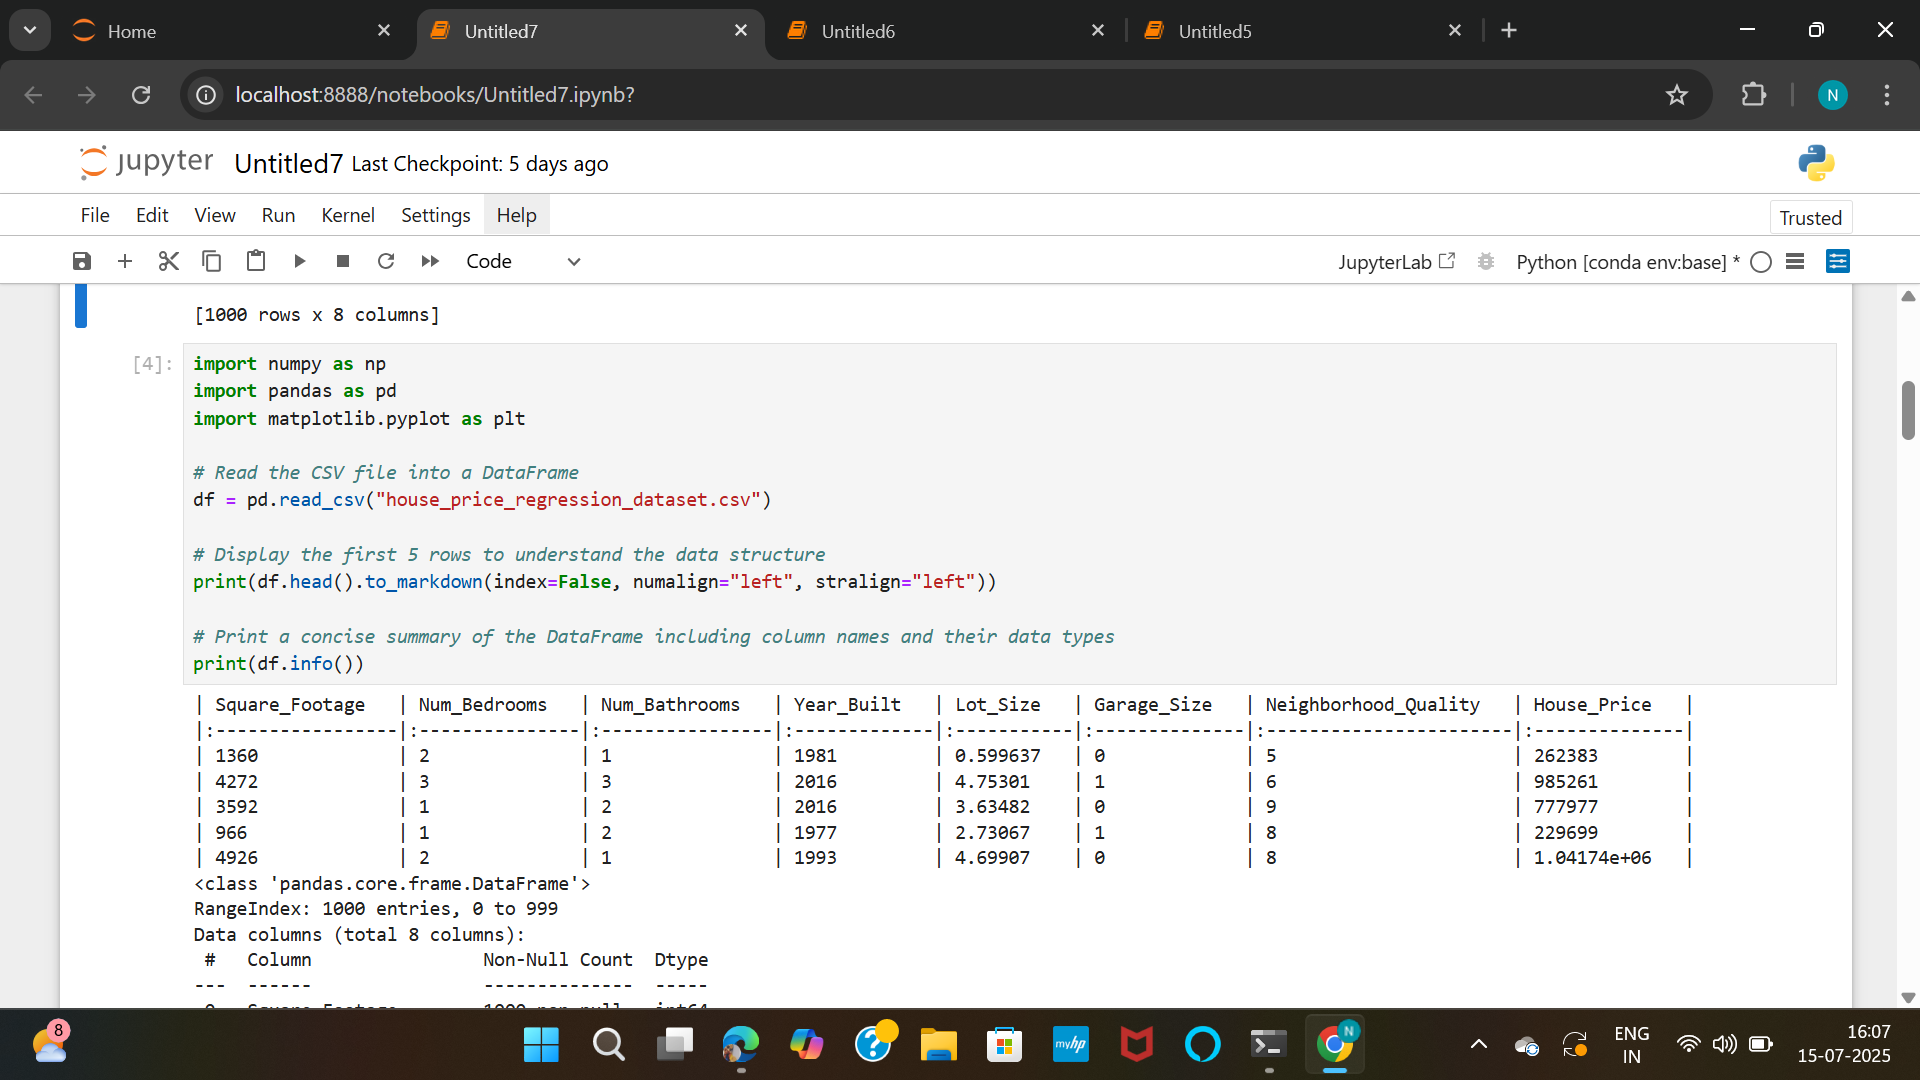 Home
Untitled7
Untitled6
Untitled5
localhost:8888/notebooks/Untitled7.ipynb?
N
jupyter Untitled7 Last Checkpoint: 5 days ago
File Edit View Run Kernel Settings Help
Trusted
Code
JupyterLab
Python [conda env:base] *
[1000 rows x 8 columns]
[4]:
import numpy as np
import pandas as pd
import matplotlib.pyplot as plt
# Read the CSV file into a DataFrame
df = pd.read_csv("house_price_regression_dataset.csv")
# Display the first 5 rows to understand the data structure
print(df.head().to_markdown(index=False, numalign="left", stralign="left"))
# Print a concise summary of the DataFrame including column names and their data types
print(df.info())
| Square_Footage | Num_Bedrooms | Num_Bathrooms | Year_Built | Lot_Size | Garage_Size | Neighborhood_Quality | House_Price |
|:-----------------|:---------------|:----------------|:-------------|:-----------|:--------------|:-----------------------|:--------------|
| 1360 | 2 | 1 | 1981 | 0.599637 | 0 | 5 | 262383 |
| 4272 | 3 | 3 | 2016 | 4.75301 | 1 | 6 | 985261 |
| 3592 | 1 | 2 | 2016 | 3.63482 | 0 | 9 | 777977 |
| 966 | 1 | 2 | 1977 | 2.73067 | 1 | 8 | 229699 |
| 4926 | 2 | 1 | 1993 | 4.69907 | 0 | 8 | 1.04174e+06 |
<class 'pandas.core.frame.DataFrame'>
RangeIndex: 1000 entries, 0 to 999
Data columns (total 8 columns):
# Column Non-Null Count Dtype
--- ------ -------------- -----
8
myhp
N
ENG
IN
16:07
15-07-2025